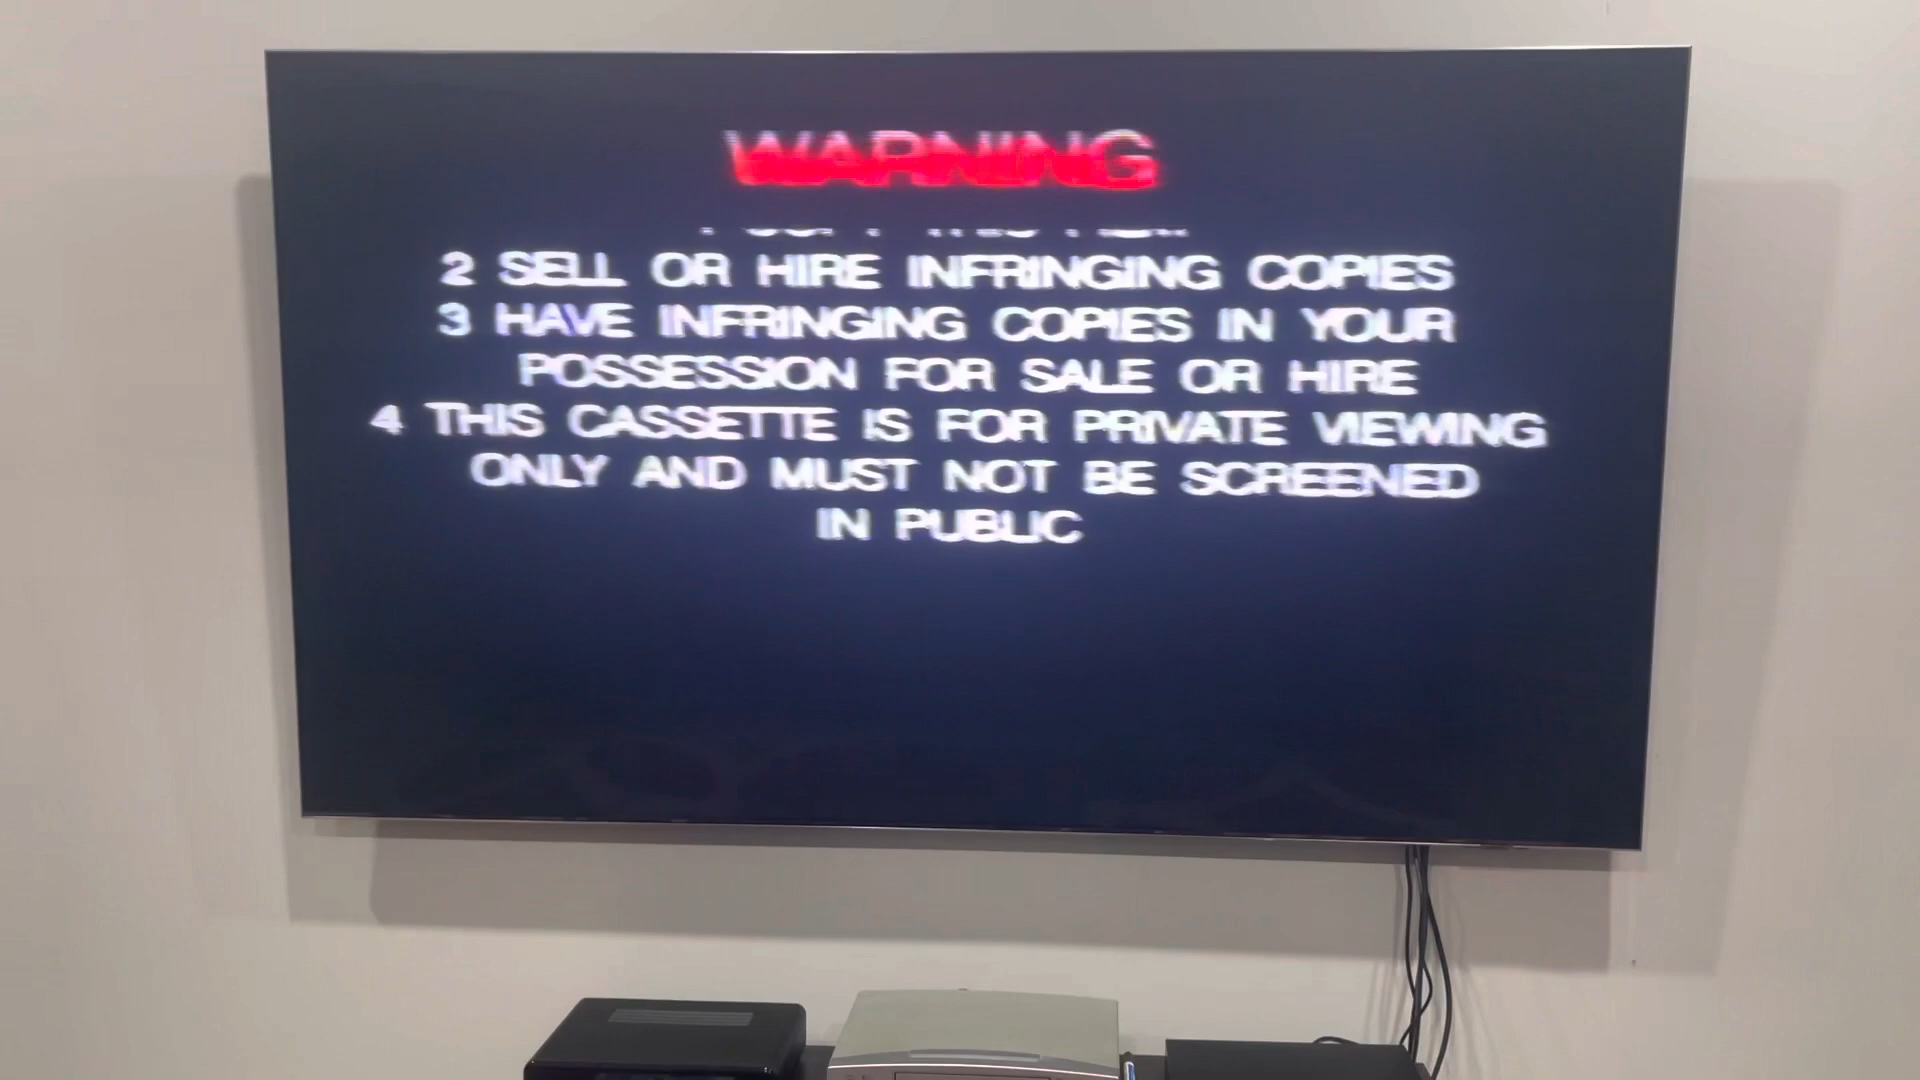 WARNING
2 SELL OR HIRE INFRINGING COPIES
3 HAVE INFRINGING COPIES IN YOUR
POSSESSION FOR SALE OR HIRE
4 THIS CASSETTE IS FOR PRIVATE VIEWING
ONLY AND MUST NOT BE SCREENED
IN PUBLIC